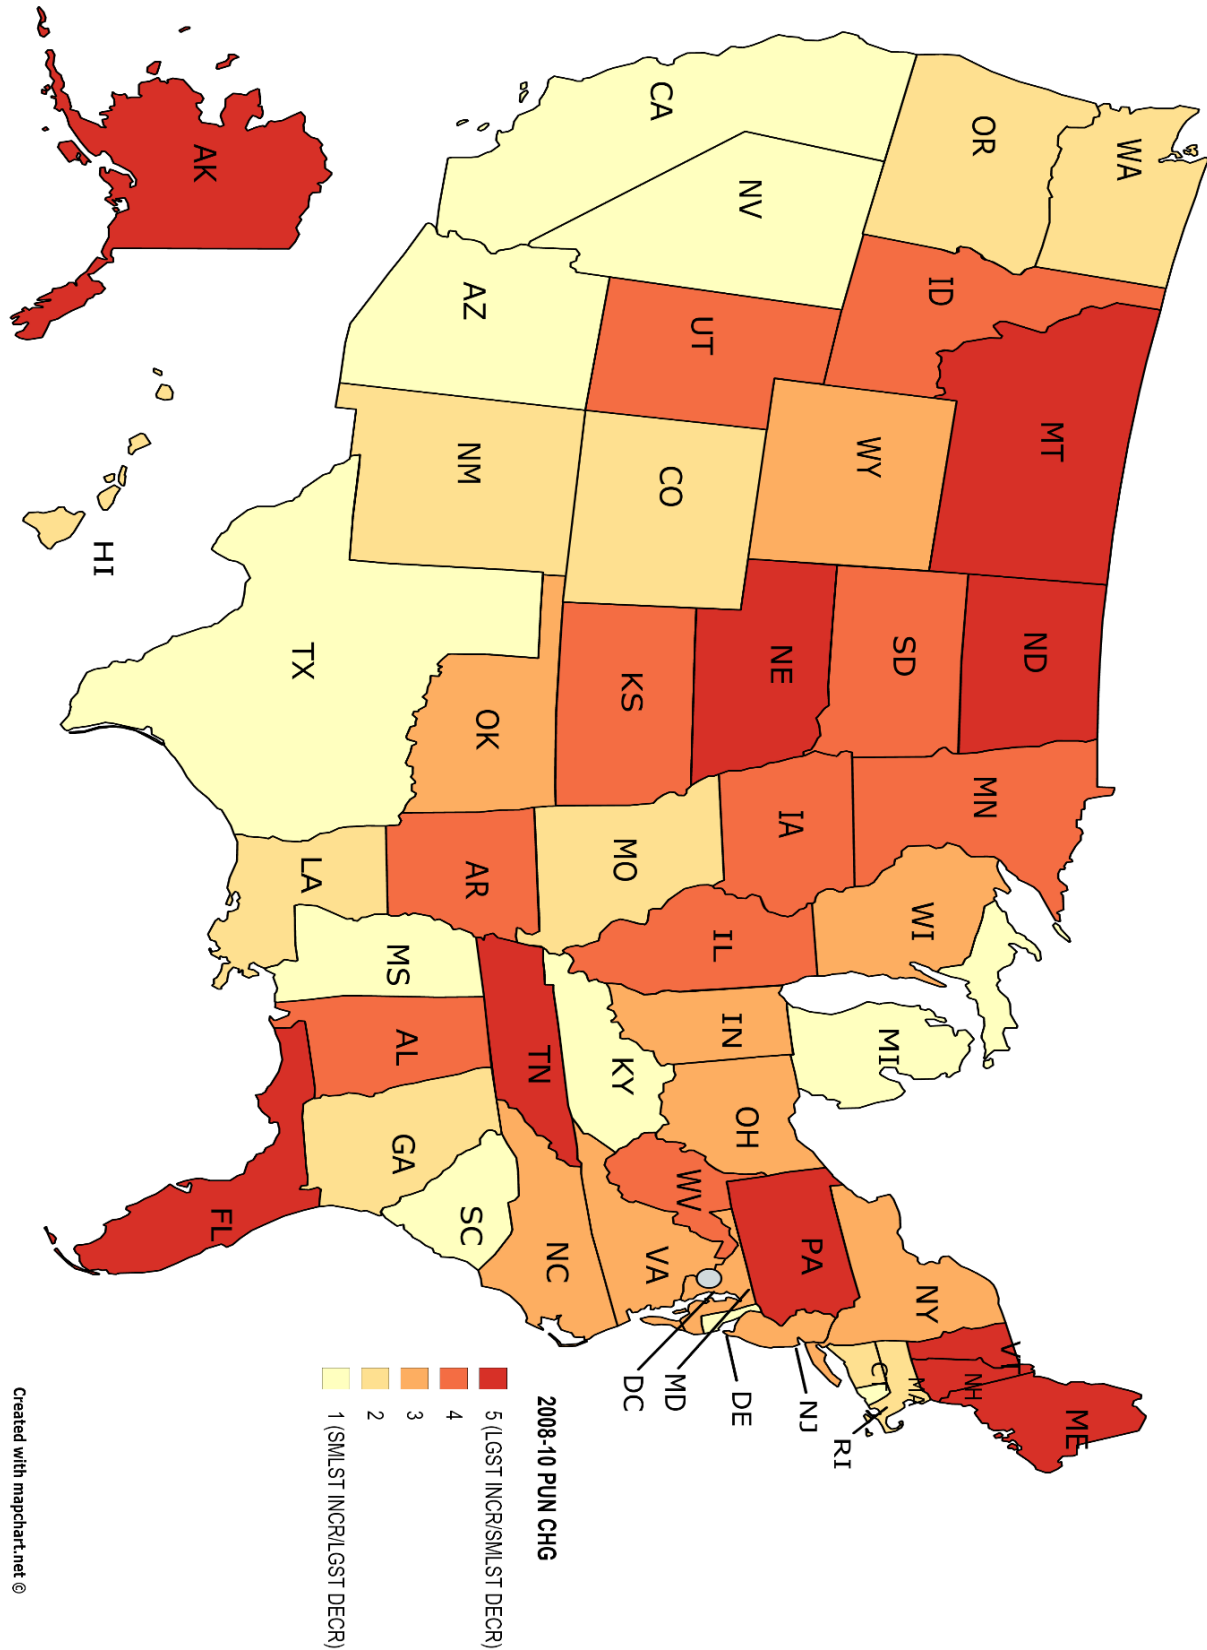 WA
OR
CA
NV
ID
MT
WY
UT
AZ
CO
NM
ND
SD
NE
KS
OK
TX
MN
IA
MO
AR
LA
WI
IL
MS
MI
IN
KY
TN
AL
OH
WV
GA
FL
SC
NC
VA
PA
NY
VT
NH
ME
MA
CT
RI
NJ
DE
MD
DC
AK
HI
2008-10 PUN CHG
5 (LGST INCR/SMLST DECR)
4
3
2
1 (SMLST INCR/LGST DECR)
Created with mapchart.net ©